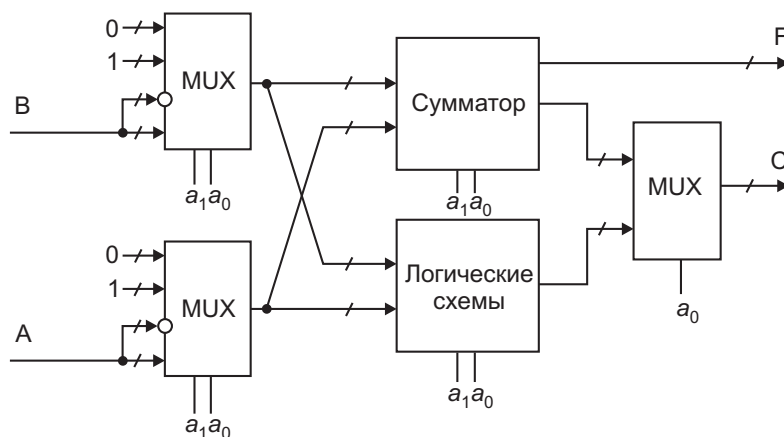 0
1
B
MUX
a₁a₀
0
1
A
MUX
a₁a₀
Сумматор
a₁a₀
Логические
схемы
a₁a₀
MUX
a₀
F
C